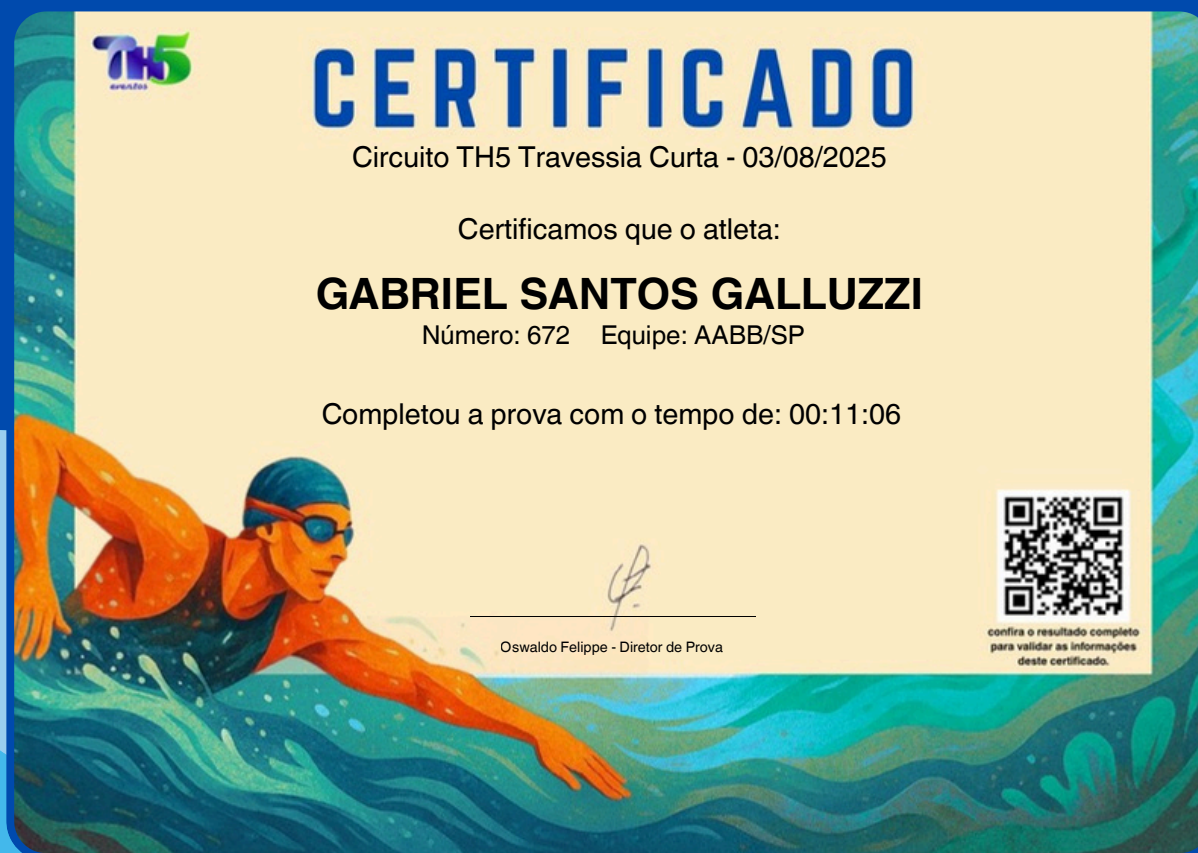 TH5
eventos
CERTIFICADO
Circuito TH5 Travessia Curta - 03/08/2025
Certificamos que o atleta:
GABRIEL SANTOS GALLUZZI
Número: 672 Equipe: AABB/SP
Completou a prova com o tempo de: 00:11:06
Oswaldo Felippe - Diretor de Prova
confira o resultado completo
para validar as informações
deste certificado.